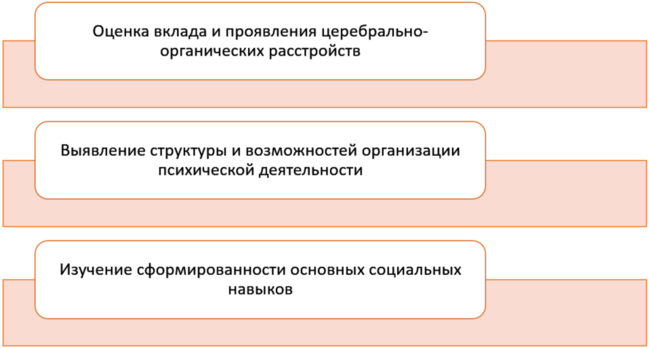 Оценка вклада и проявления церебрально-
органических расстройств
Выявление структуры и возможностей организации
психической деятельности
Изучение сформированности основных социальных
навыков